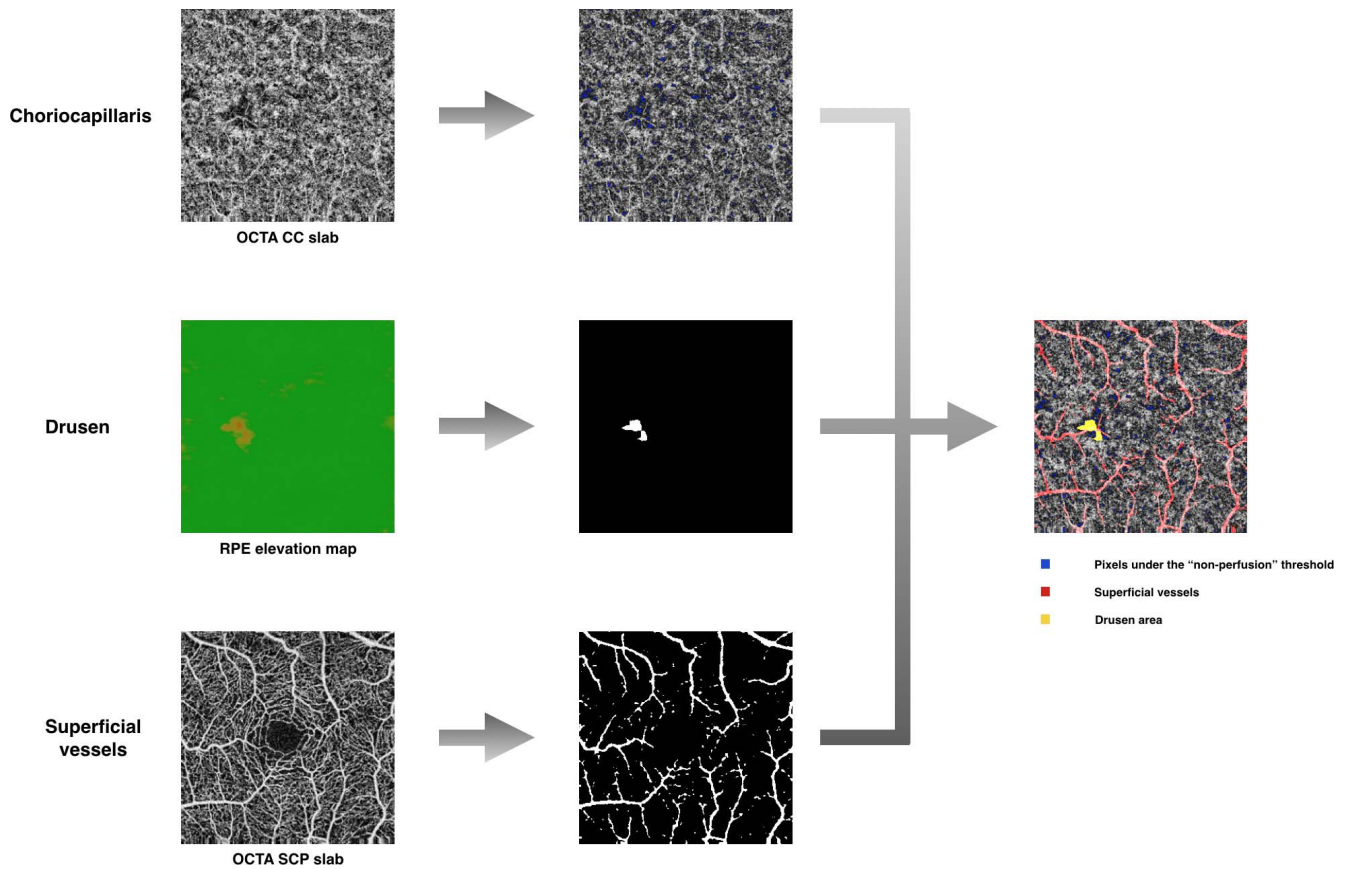 Choriocapillaris
OCTA CC slab
Drusen
RPE elevation map
Pixels under the “non-perfusion” threshold
Superficial vessels
Drusen area
Superficial
vessels
OCTA SCP slab